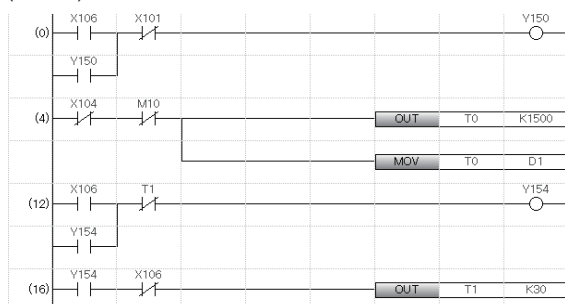 X106 X101 Y150
(0)
Y150
X104 M10
(4) OUT T0 K1500
MOV T0 D1
X106 T1 Y154
(12)
Y154
Y154 X106
(16) OUT T1 K30